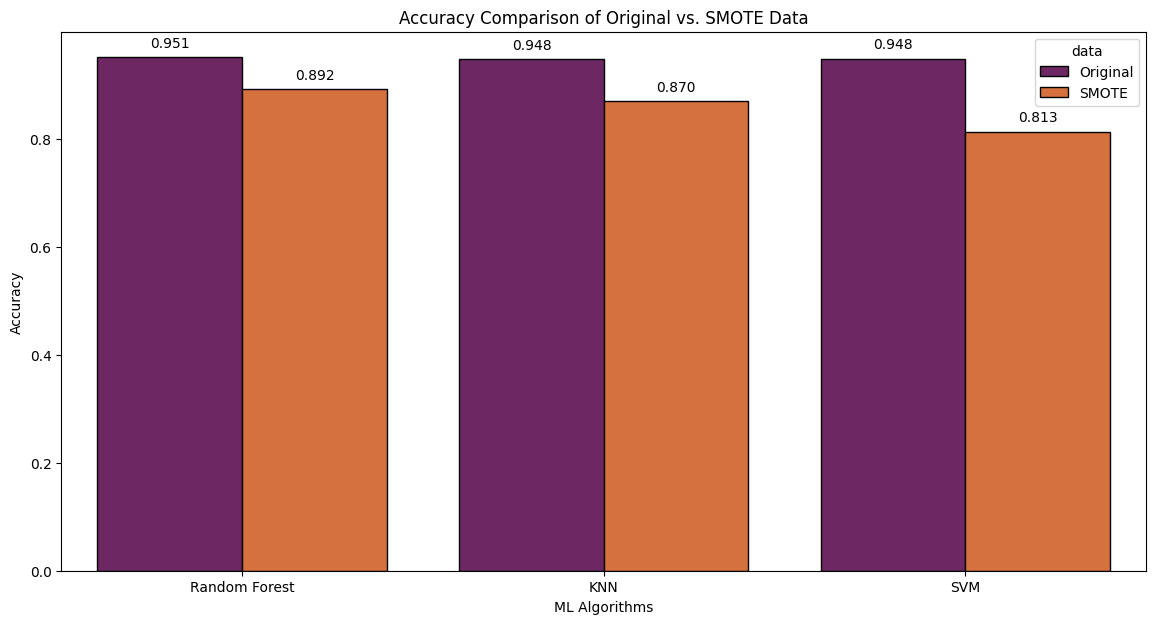 Accuracy Comparison of Original vs. SMOTE Data
0.951
0.892
0.948
0.870
0.948
0.813
data
Original
SMOTE
0.8
0.6
0.4
0.2
0.0
Accuracy
Random Forest
KNN
SVM
ML Algorithms